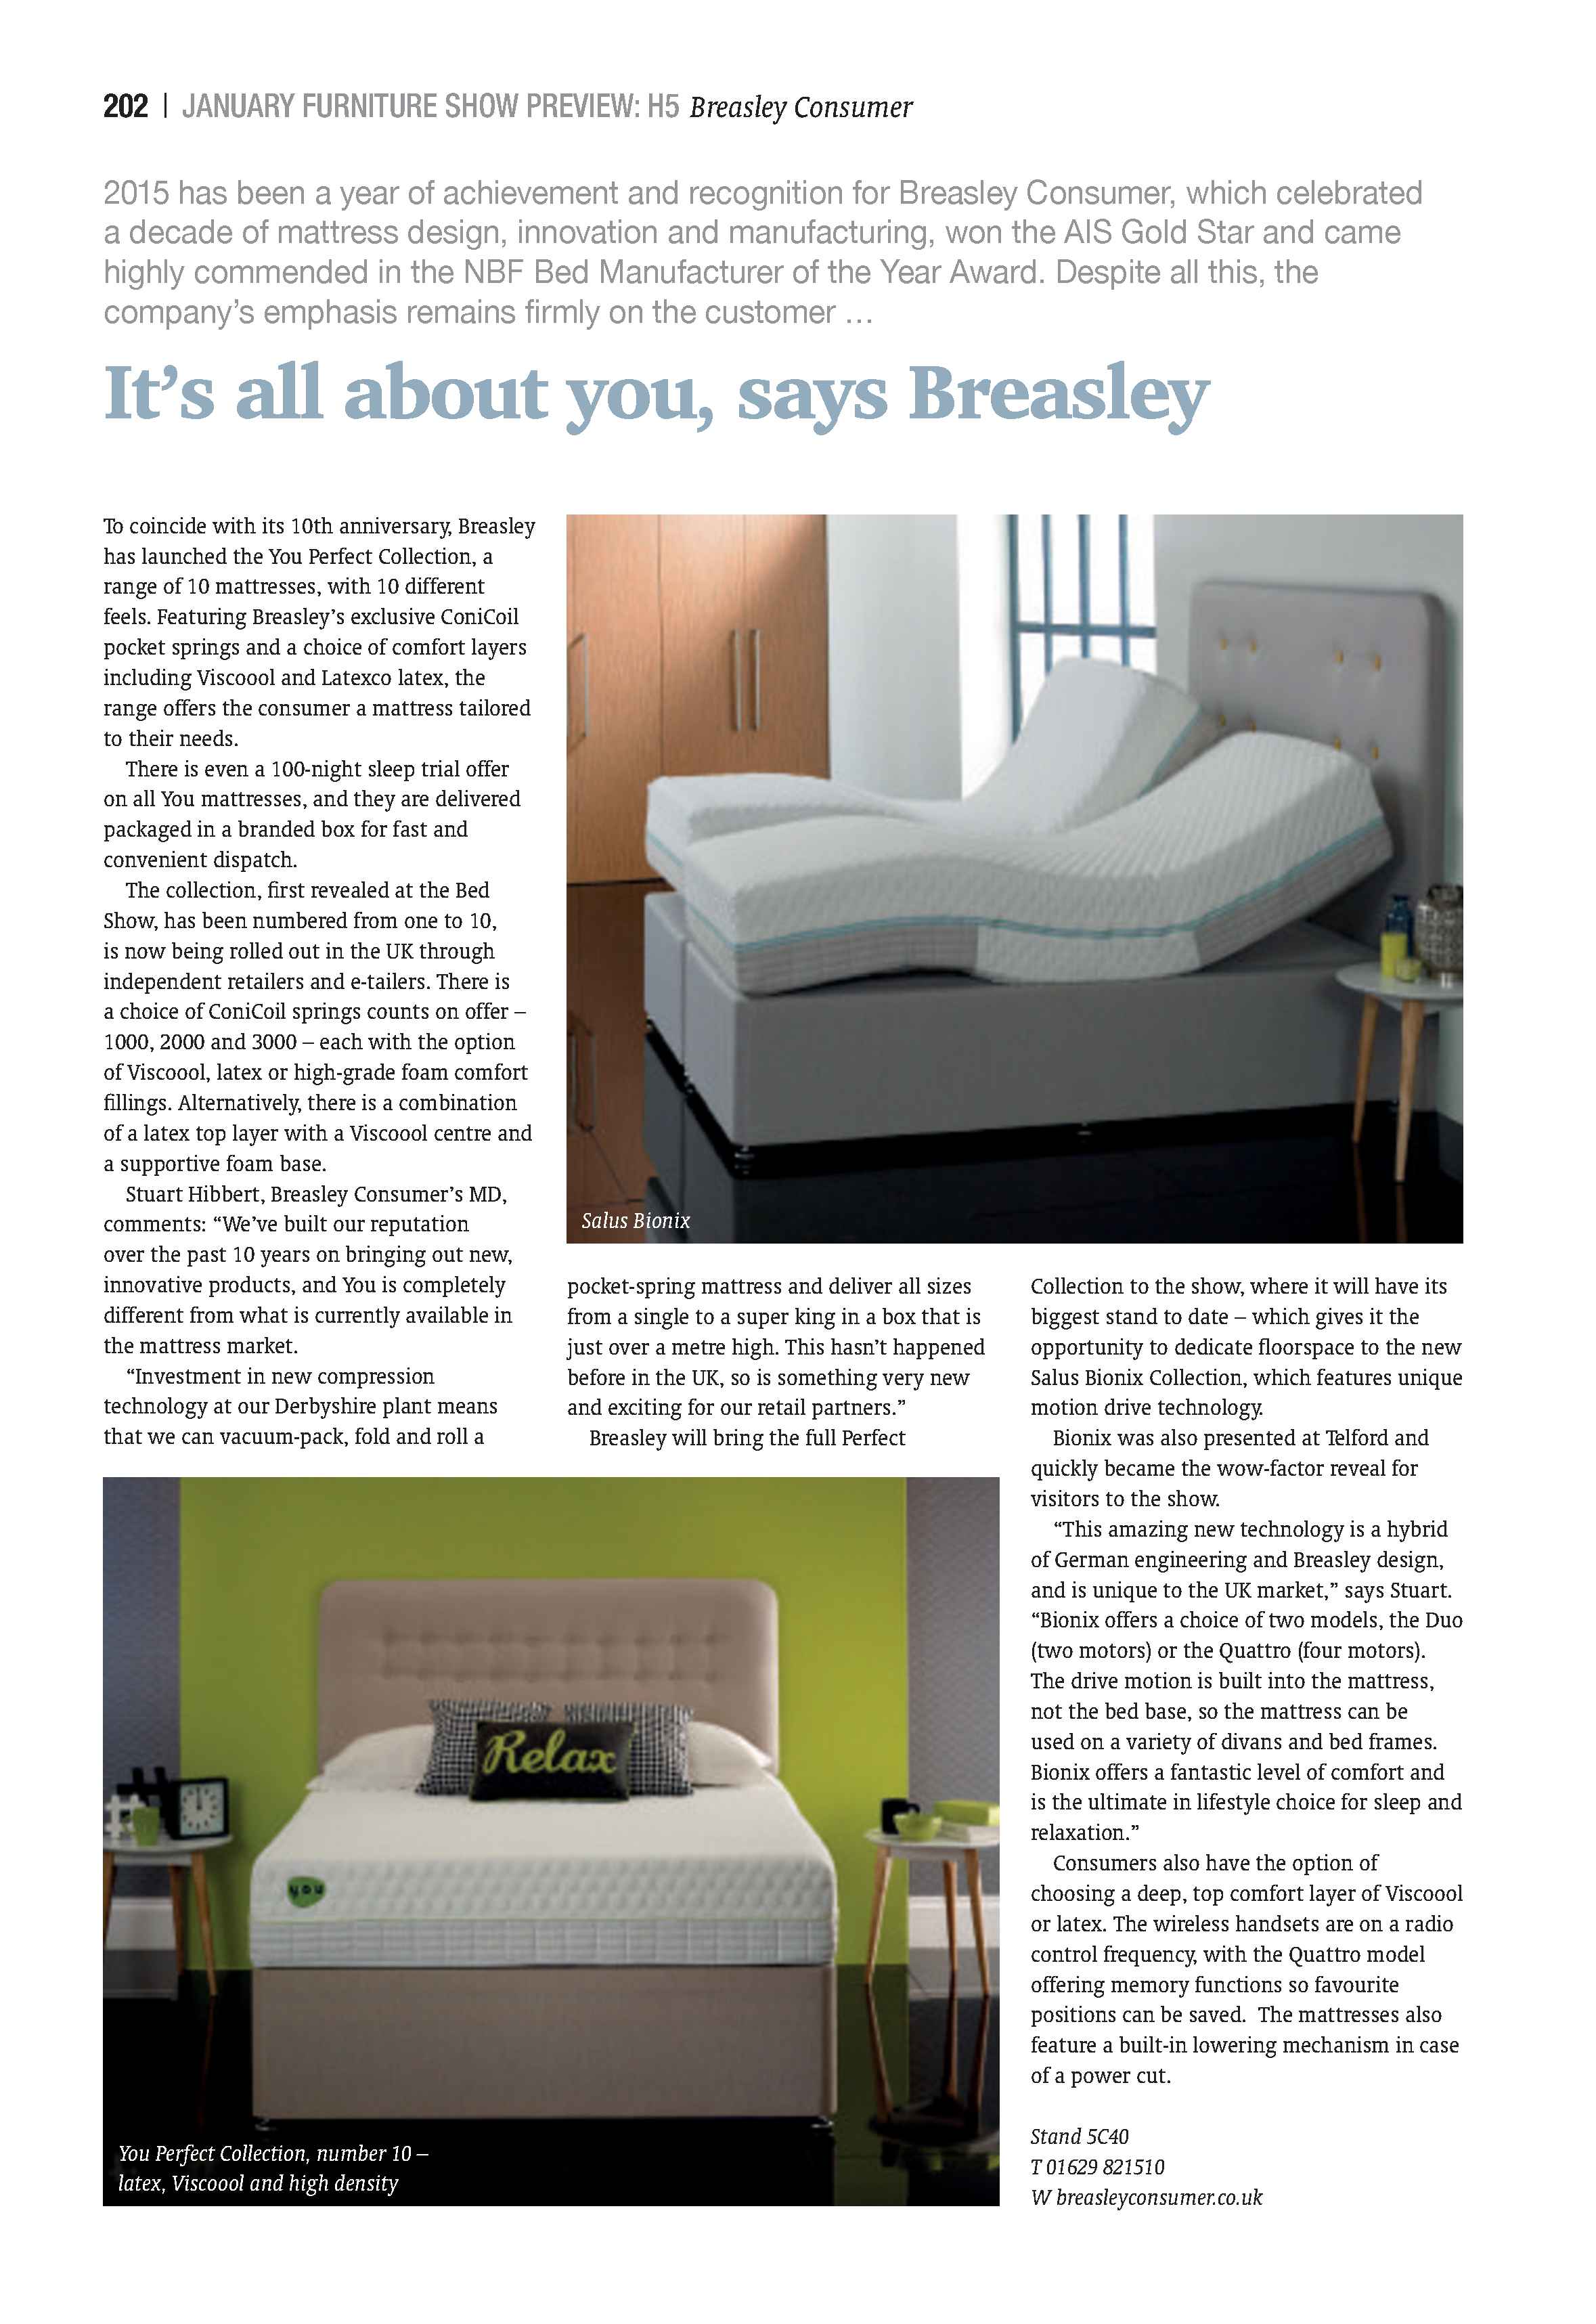 202 | JANUARY FURNITURE SHOW PREVIEW: H5 Breasley Consumer
2015 has been a year of achievement and recognition for Breasley Consumer, which celebrated
a decade of mattress design, innovation and manufacturing, won the AIS Gold Star and came
highly commended in the NBF Bed Manufacturer of the Year Award. Despite all this, the
company’s emphasis remains firmly on the customer …
It’s all about you, says Breasley
To coincide with its 10th anniversary, Breasley
has launched the You Perfect Collection, a
range of 10 mattresses, with 10 different
feels. Featuring Breasley’s exclusive ConiCoil
pocket springs and a choice of comfort layers
including Viscoool and Latexco latex, the
range offers the consumer a mattress tailored
to their needs.
There is even a 100-night sleep trial offer
on all You mattresses, and they are delivered
packaged in a branded box for fast and
convenient dispatch.
The collection, first revealed at the Bed
Show, has been numbered from one to 10,
is now being rolled out in the UK through
independent retailers and e-tailers. There is
a choice of ConiCoil springs counts on offer –
1000, 2000 and 3000 – each with the option
of Viscoool, latex or high-grade foam comfort
fillings. Alternatively, there is a combination
of a latex top layer with a Viscoool centre and
a supportive foam base.
Stuart Hibbert, Breasley Consumer’s MD,
comments: “We’ve built our reputation
over the past 10 years on bringing out new,
innovative products, and You is completely
different from what is currently available in
the mattress market.
“Investment in new compression
technology at our Derbyshire plant means
that we can vacuum-pack, fold and roll a
Salus Bionix
pocket-spring mattress and deliver all sizes
from a single to a super king in a box that is
just over a metre high. This hasn’t happened
before in the UK, so is something very new
and exciting for our retail partners.”
Breasley will bring the full Perfect
Collection to the show, where it will have its
biggest stand to date – which gives it the
opportunity to dedicate floorspace to the new
Salus Bionix Collection, which features unique
motion drive technology.
Bionix was also presented at Telford and
quickly became the wow-factor reveal for
visitors to the show.
“This amazing new technology is a hybrid
of German engineering and Breasley design,
and is unique to the UK market,” says Stuart.
“Bionix offers a choice of two models, the Duo
(two motors) or the Quattro (four motors).
The drive motion is built into the mattress,
not the bed base, so the mattress can be
used on a variety of divans and bed frames.
Bionix offers a fantastic level of comfort and
is the ultimate in lifestyle choice for sleep and
relaxation.”
Consumers also have the option of
choosing a deep, top comfort layer of Viscoool
or latex. The wireless handsets are on a radio
control frequency, with the Quattro model
offering memory functions so favourite
positions can be saved.  The mattresses also
feature a built-in lowering mechanism in case
of a power cut.
Stand 5C40
T 01629 821510
W breasleyconsumer.co.uk
Relax
you
You Perfect Collection, number 10 –
latex, Viscoool and high density